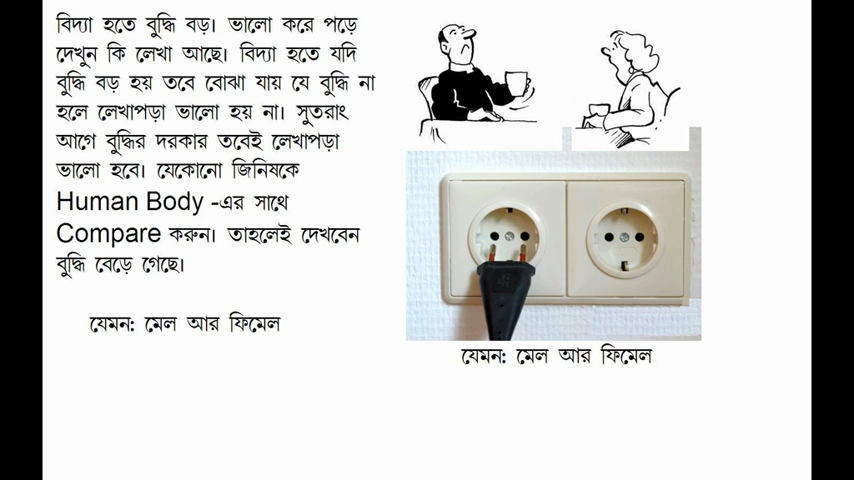 বিদ্যা হতে বুদ্ধি বড়। ভালো করে পড়ে
দেখুন কি লেখা আছে। বিদ্যা হতে যদি
বুদ্ধি বড় হয় তবে বোঝা যায় যে বুদ্ধি না
হলে লেখাপড়া ভালো হয় না। সুতরাং
আগে বুদ্ধির দরকার তবেই লেখাপড়া
ভালো হবে। যেকোনো জিনিষকে
Human Body -এর সাথে
Compare করুন। তাহলেই দেখবেন
বুদ্ধি বেড়ে গেছে।
যেমন: মেল আর ফিমেল
যেমন: মেল আর ফিমেল